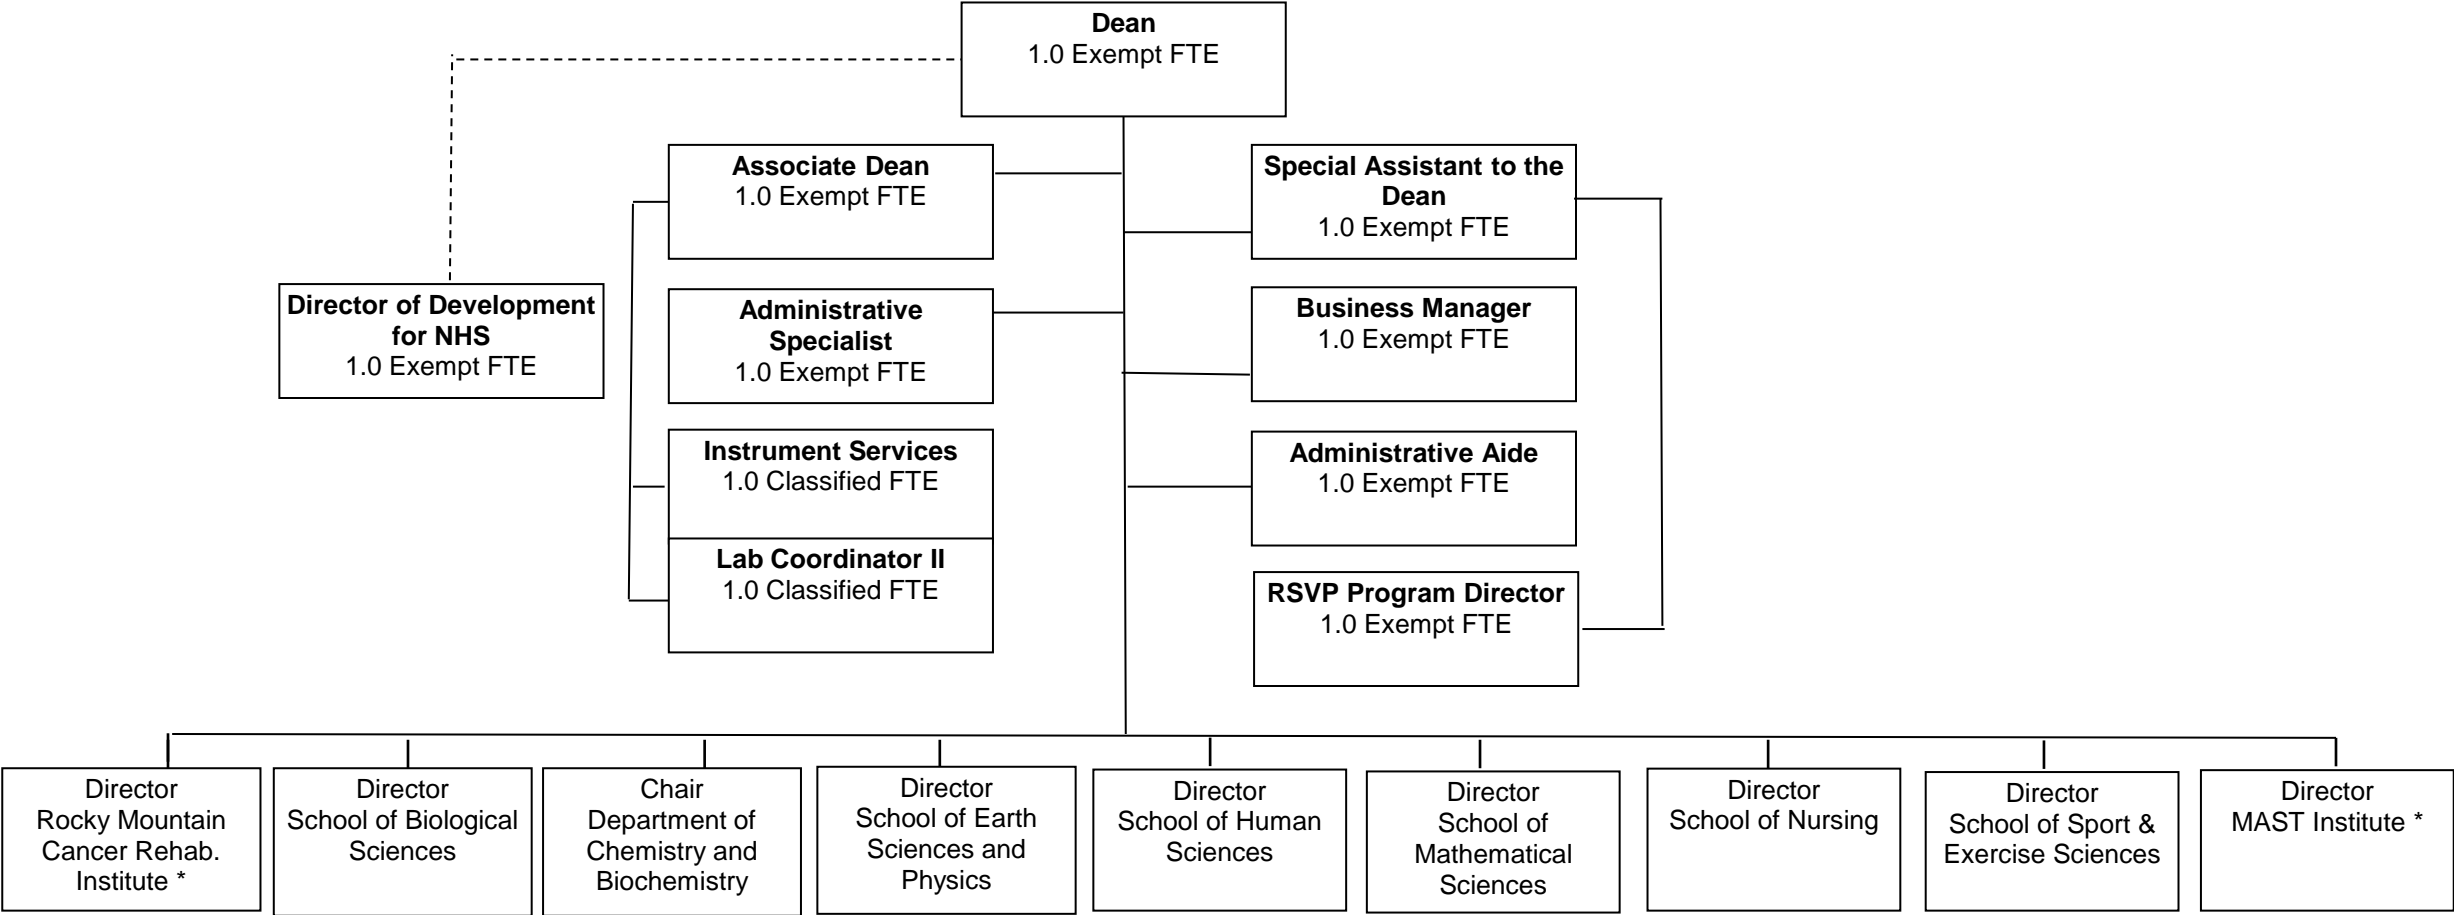 Dean
1.0 Exempt FTE
Associate Dean
1.0 Exempt FTE
Special Assistant to the
Dean
1.0 Exempt FTE
Director of Development
for NHS
1.0 Exempt FTE
Administrative
Specialist
1.0 Exempt FTE
Business Manager
1.0 Exempt FTE
Instrument Services
1.0 Classified FTE
Administrative Aide
1.0 Exempt FTE
Lab Coordinator II
1.0 Classified FTE
RSVP Program Director
1.0 Exempt FTE
Director
Rocky Mountain
Cancer Rehab.
Institute *
Director
School of Biological
Sciences
Chair
Department of
Chemistry and
Biochemistry
Director
School of Earth
Sciences and
Physics
Director
School of Human
Sciences
Director
School of
Mathematical
Sciences
Director
School of Nursing
Director
School of Sport &
Exercise Sciences
Director
MAST Institute *